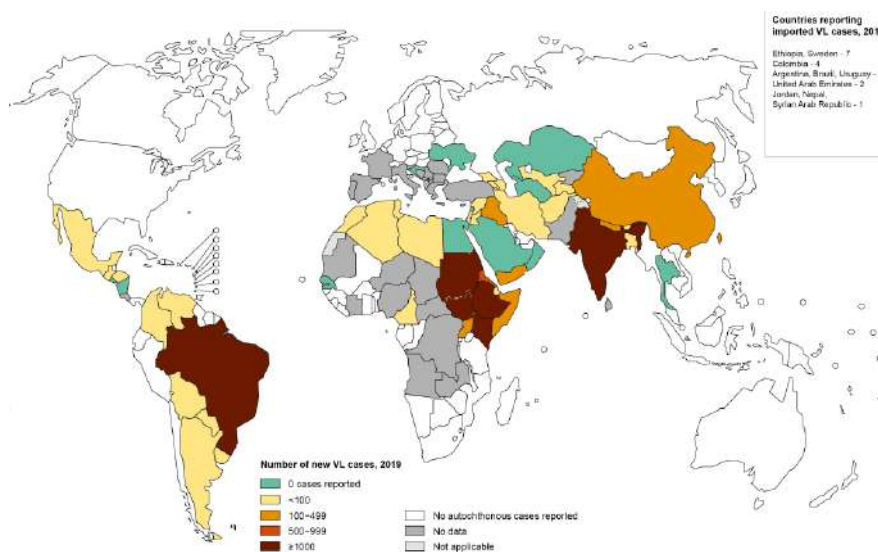 Countries reporting
imported VL cases, 201
Ethiopia, Sweden - 7
Colombia - 4
Argentina, Brazil, Uruguay -
United Arab Emirates - 2
Jordan, Nepal,
Syrian Arab Republic - 1
Number of new VL cases, 2019
0 cases reported
<100
100–499
500–999
≥1000
No autochthonous cases reported
No data
Not applicable